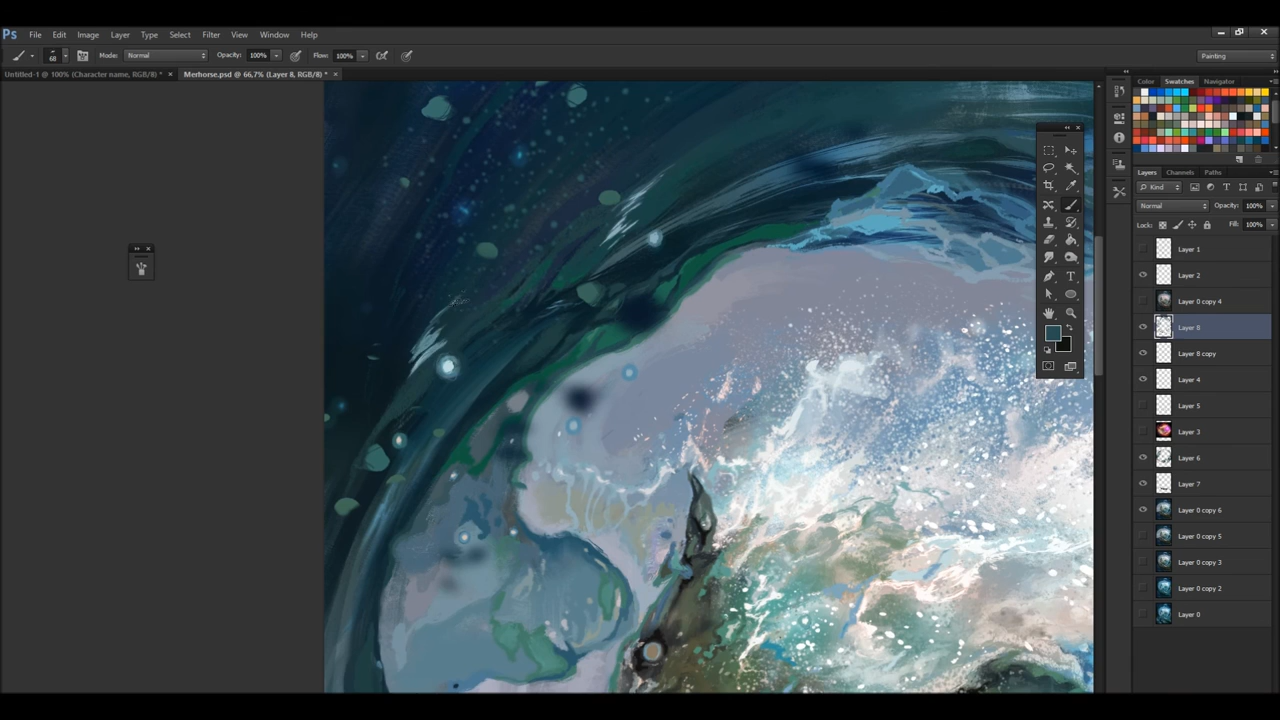 Ps File Edit Image Layer Type Select Filter View Window Help
68 Mode: Normal Opacity: 100% Flow: 100% Painting
Untitled-1 @ 100% (Character name, RGB/8) * × Merhorse.psd @ 66,7% (Layer 8, RGB/8) * ×
Color Swatches Navigator
Layers Channels Paths
Kind
Normal Opacity: 100%
Lock: Fill: 100%
Layer 1
Layer 2
Layer 0 copy 4
Layer 8
Layer 8 copy
Layer 4
Layer 5
Layer 3
Layer 6
Layer 7
Layer 0 copy 6
Layer 0 copy 5
Layer 0 copy 3
Layer 0 copy 2
Layer 0